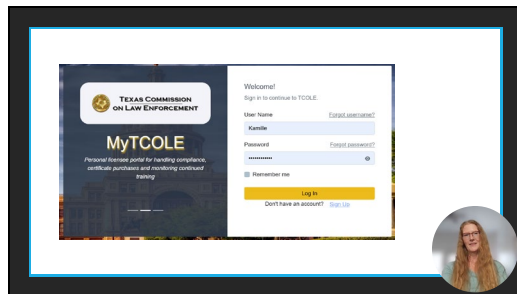 TEXAS COMMISSION
ON LAW ENFORCEMENT
MyTCOLE
Personal licensee portal for handling compliance,
certificate purchases and monitoring continued
training
Welcome!
Sign in to continue to TCOLE.
User Name Forgot username?
Kamille
Password Forgot password?
Remember me
Log In
Don't have an account? Sign Up